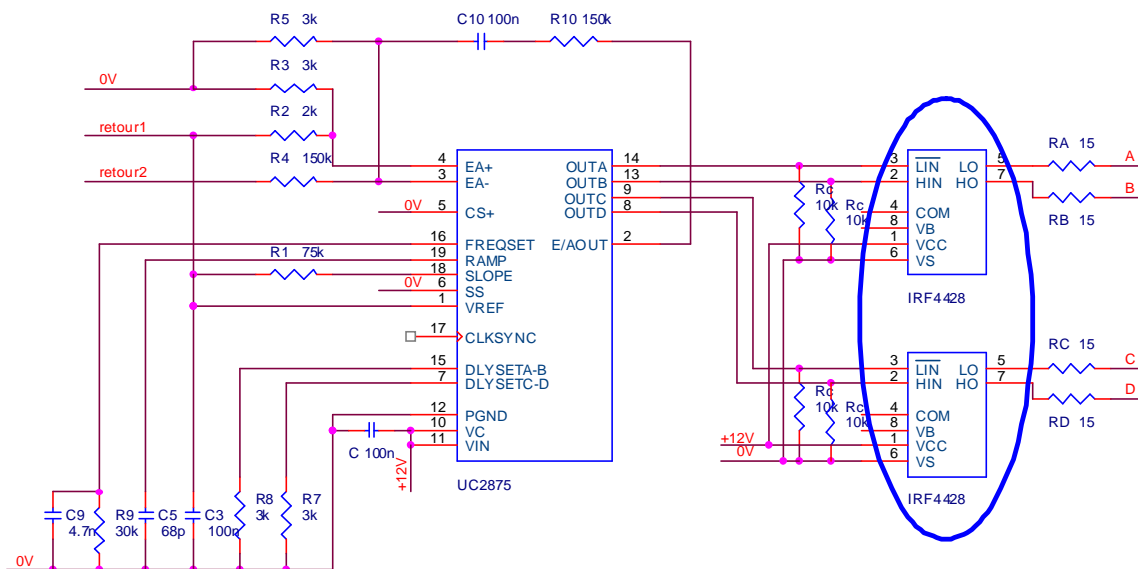 R5 3k
C10 100n
R10 150k
R3 3k
0V
R2 2k
retour1
R4 150k
retour2
4 EA+
3 EA-
0V 5 CS+
16 FREQSET
19 RAMP
R1 75k
18 SLOPE
0V 6 SS
1 VREF
17 CLKSYNC
15 DLYSETA-B
7 DLYSETC-D
12 PGND
10 VC
11 VIN
OUTA 14
OUTB 13
OUTC 9
OUTD 8
E/AOUT 2
UC2875
C 100n
+12V
C9 4.7n
R9 30k
C5 68p
C3 100n
R8 3k
R7 3k
0V
Rc 10k
Rc 10k
3 LIN LO 5
2 HIN HO 7
4 COM
8 VB
1 VCC
6 VS
IRF4428
RA 15 A
B
RB 15
Rc 10k
Rc 10k
3 LIN LO 5
2 HIN HO 7
4 COM
8 VB
+12V 1 VCC
0V 6 VS
IRF4428
RC 15 C
D
RD 15